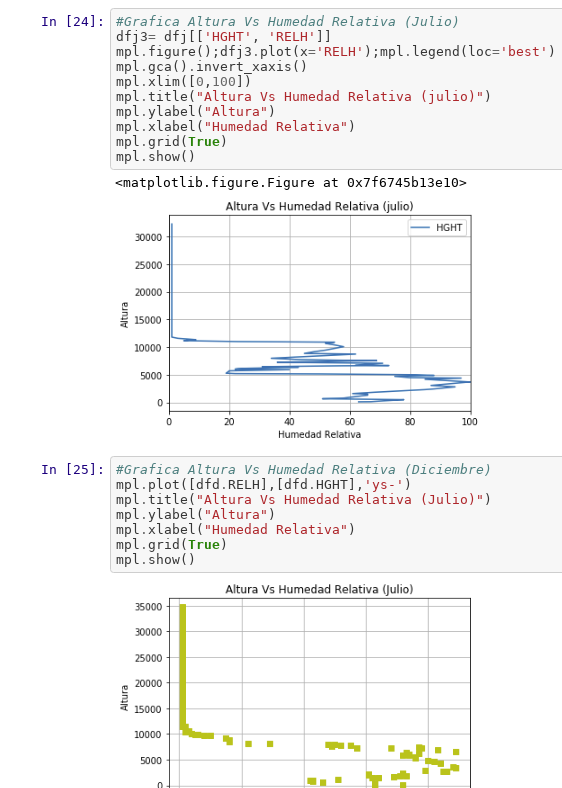 In [24]:
#Grafica Altura Vs Humedad Relativa (Julio)
dfj3= dfj[['HGHT', 'RELH']]
mpl.figure();dfj3.plot(x='RELH');mpl.legend(loc='best')
mpl.gca().invert_xaxis()
mpl.xlim([0,100])
mpl.title("Altura Vs Humedad Relativa (julio)")
mpl.ylabel("Altura")
mpl.xlabel("Humedad Relativa")
mpl.grid(True)
mpl.show()
<matplotlib.figure.Figure at 0x7f6745b13e10>
Altura Vs Humedad Relativa (julio)
HGHT
30000
25000
20000
15000
10000
5000
0
Altura
0 20 40 60 80 100
Humedad Relativa
In [25]:
#Grafica Altura Vs Humedad Relativa (Diciembre)
mpl.plot([dfd.RELH],[dfd.HGHT],'ys-')
mpl.title("Altura Vs Humedad Relativa (Julio)")
mpl.ylabel("Altura")
mpl.xlabel("Humedad Relativa")
mpl.grid(True)
mpl.show()
Altura Vs Humedad Relativa (Julio)
35000
30000
25000
20000
15000
10000
5000
0
Altura